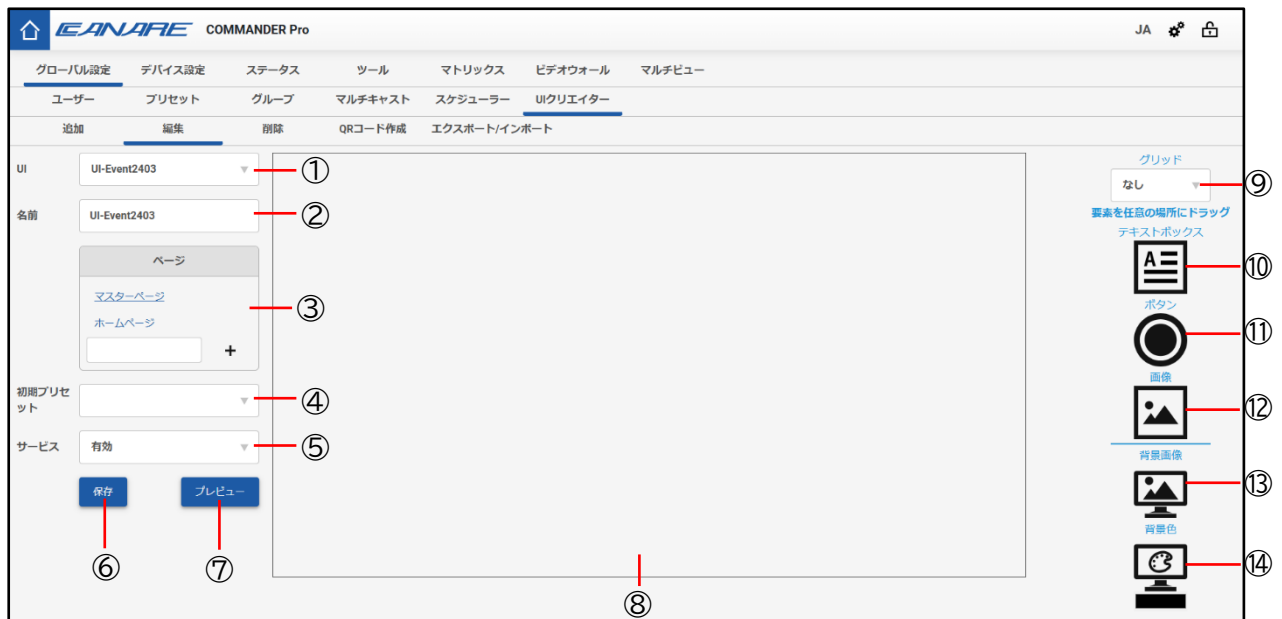 CANARE COMMANDER Pro JA
グローバル設定 デバイス設定 ステータス ツール マトリックス ビデオウォール マルチビュー
ユーザー プリセット グループ マルチキャスト スケジューラー UIクリエイター
追加 編集 削除 QRコード作成 エクスポート/インポート
UI UI-Event2403 ①
名前 UI-Event2403 ②
ページ
マスターページ
ホームページ
+
③
初期プリセ
ット
④
サービス 有効 ⑤
保存 プレビュー
⑥ ⑦
⑧
グリッド
なし ⑨
要素を任意の場所にドラッグ
テキストボックス
A ⑩
ボタン
⑪
画像
⑫
背景画像
⑬
背景色
⑭